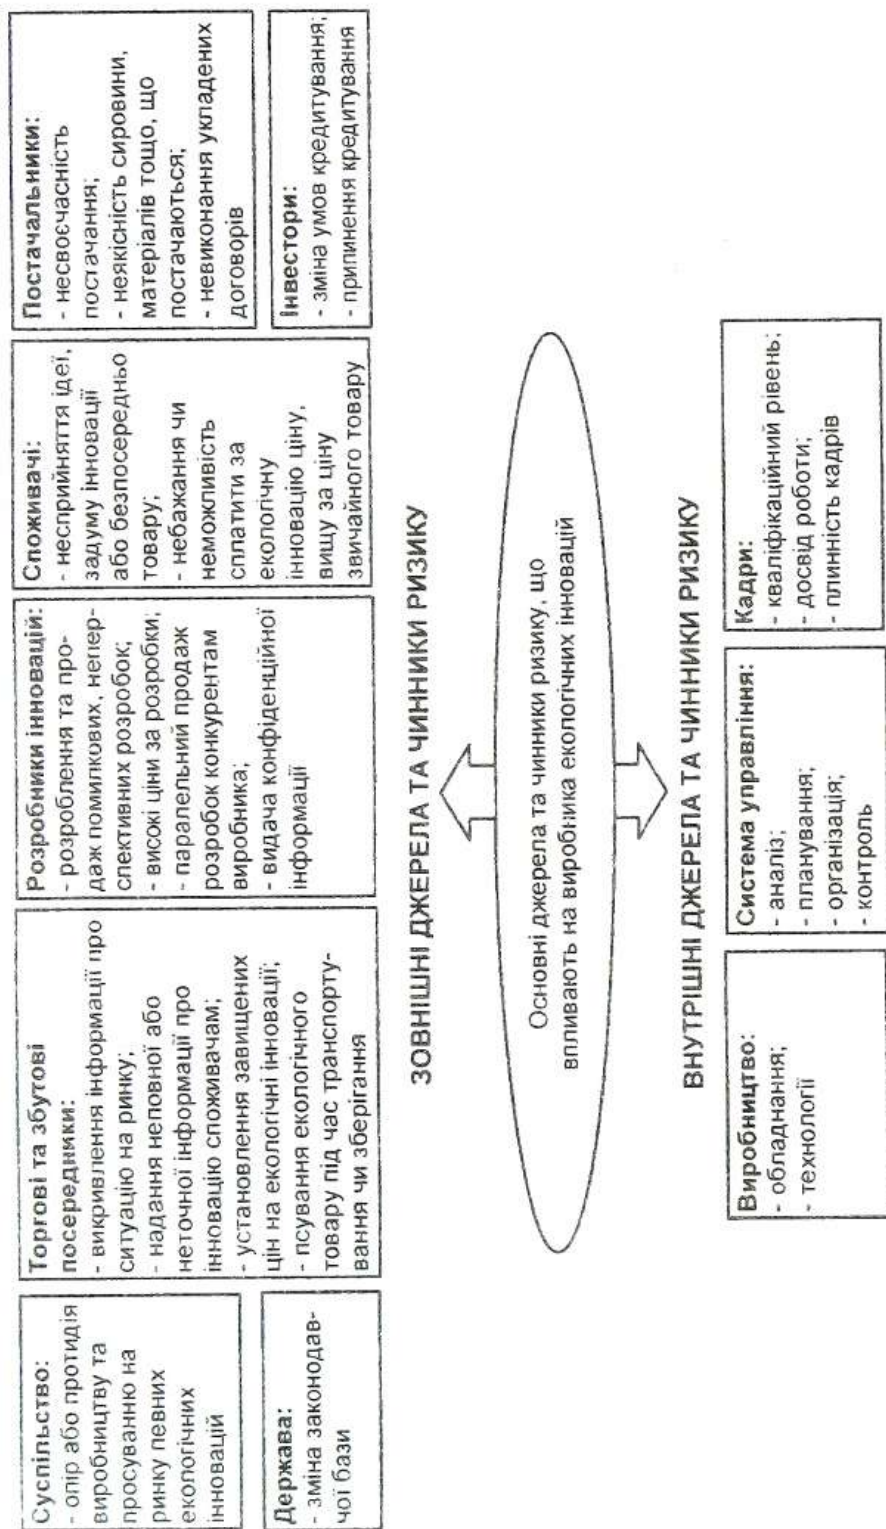 Суспільство:
- опір або протидія
виробництву та
просуванню на
ринку певних
екологічних
інновацій
Держава:
- зміна законодав-
чої бази
Торгові та збутові
посередники:
- викривлення інформації про
ситуацію на ринку;
- надання неповної або
неточної інформації про
інновацію споживачам;
- установлення завищених
цін на екологічні інновації;
- псування екологічного
товару під час транспорту-
вання чи зберігання
Розробники інновацій:
- розроблення та про-
даж помилкових, непер-
спективних розробок;
- високі ціни за розробки;
- паралельний продаж
розробок конкурентам
виробника;
- видача конфіденційної
інформації
Споживачі:
- несприйняття ідеї,
задуму інновації
або безпосередньо
товару;
- небажання чи
неможливість
сплатити за
екологічну
інновацію ціну,
вищу за ціну
звичайного товару
Постачальники:
- несвоєчасність
постачання;
- неякісність сировини,
матеріалів тощо, що
постачаються;
- невиконання укладених
договорів
Інвестори:
- зміна умов кредитування;
- припинення кредитування
ЗОВНІШНІ ДЖЕРЕЛА ТА ЧИННИКИ РИЗИКУ
Основні джерела та чинники ризику, що
впливають на виробника екологічних інновацій
ВНУТРІШНІ ДЖЕРЕЛА ТА ЧИННИКИ РИЗИКУ
Виробництво:
- обладнання;
- технології
Система управління:
- аналіз;
- планування;
- організація;
- контроль
Кадри:
- кваліфікаційний рівень;
- досвід роботи;
- плинність кадрів